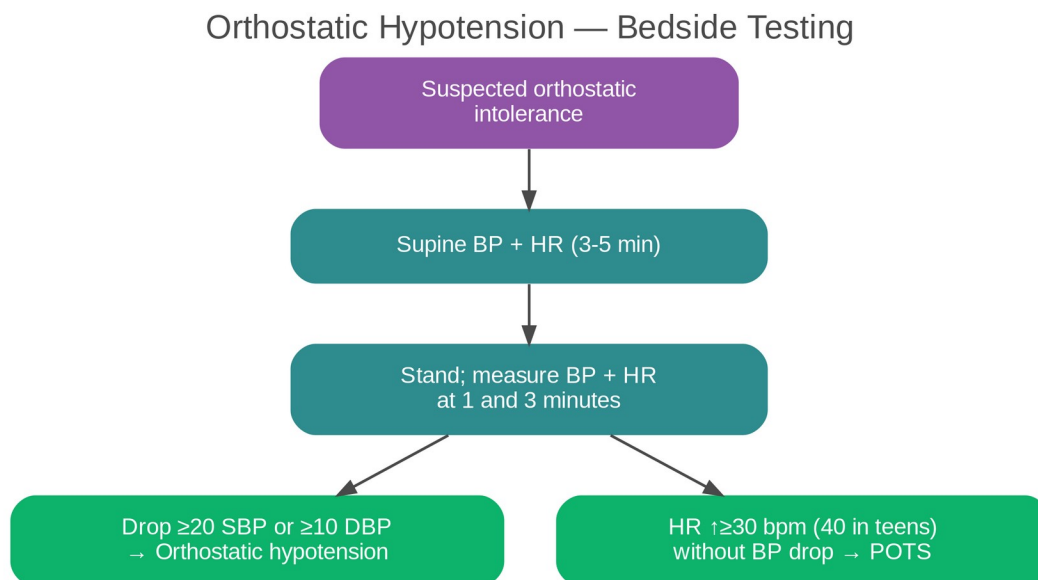 Orthostatic Hypotension — Bedside Testing
Suspected orthostatic
intolerance
Supine BP + HR (3-5 min)
Stand; measure BP + HR
at 1 and 3 minutes
Drop ≥20 SBP or ≥10 DBP
→ Orthostatic hypotension
HR ↑≥30 bpm (40 in teens)
without BP drop → POTS